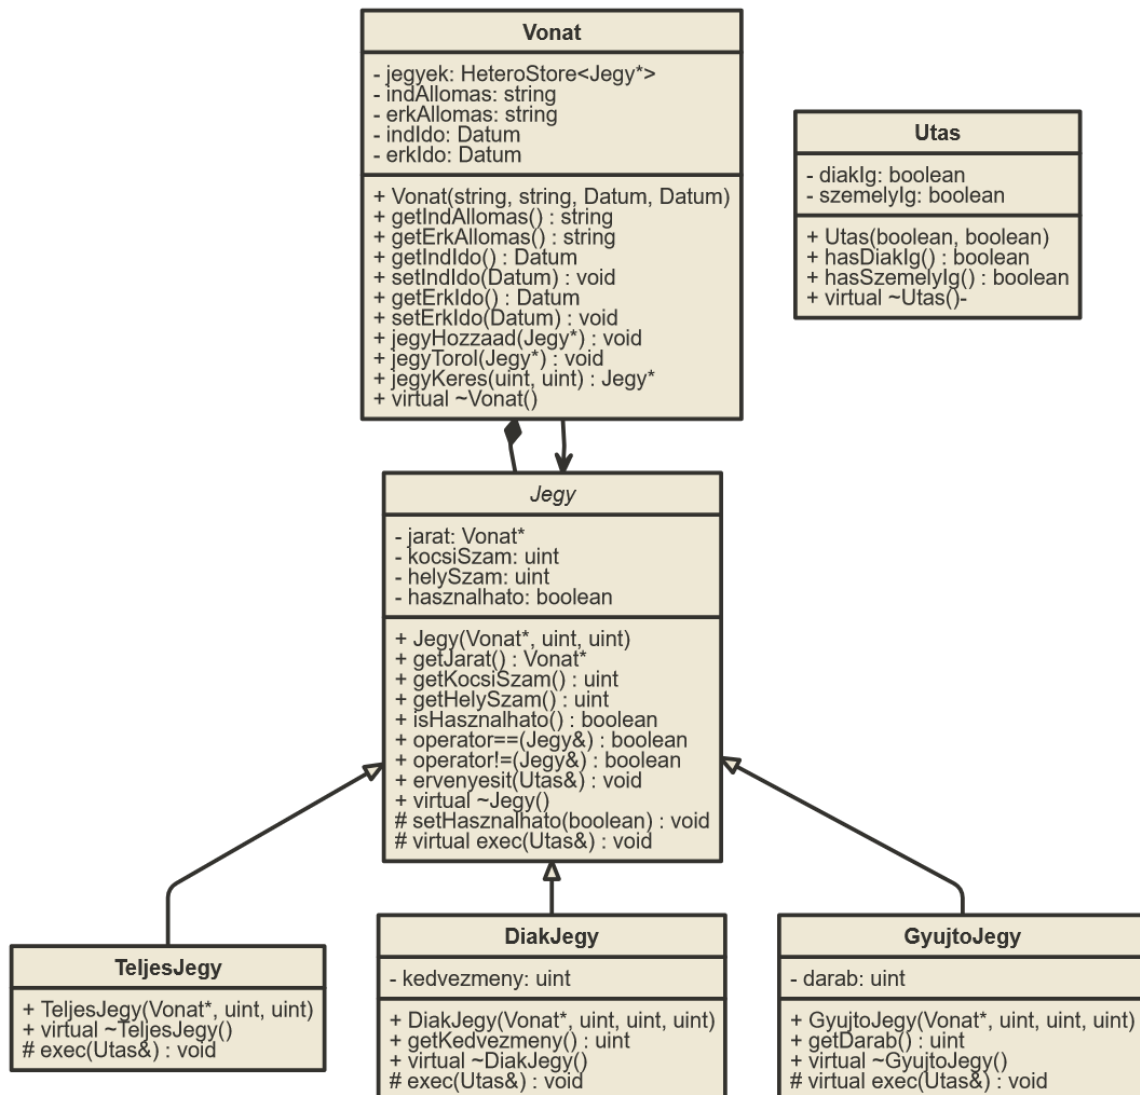 Vonat
- jegyek: HeteroStore<Jegy*>
- indAllomas: string
- erkAllomas: string
- indIdo: Datum
- erkIdo: Datum
+ Vonat(string, string, Datum, Datum)
+ getIndAllomas() : string
+ getErkAllomas() : string
+ getIndIdo() : Datum
+ setIndIdo(Datum) : void
+ getErkIdo() : Datum
+ setErkIdo(Datum) : void
+ jegyHozzaad(Jegy*) : void
+ jegyTorol(Jegy*) : void
+ jegyKeres(uint, uint) : Jegy*
+ virtual ~Vonat()
Utas
- diakIg: boolean
- szemelyIg: boolean
+ Utas(boolean, boolean)
+ hasDiakIg() : boolean
+ hasSzemelyIg() : boolean
+ virtual ~Utas()-
Jegy
- jarat: Vonat*
- kocsiSzam: uint
- helySzam: uint
- hasznalhato: boolean
+ Jegy(Vonat*, uint, uint)
+ getJarat() : Vonat*
+ getKocsiSzam() : uint
+ getHelySzam() : uint
+ isHasznalhato() : boolean
+ operator==(Jegy&) : boolean
+ operator!=(Jegy&) : boolean
+ ervenyesit(Utas&) : void
+ virtual ~Jegy()
# setHasznalhato(boolean) : void
# virtual exec(Utas&) : void
TeljesJegy
+ TeljesJegy(Vonat*, uint, uint)
+ virtual ~TeljesJegy()
# exec(Utas&) : void
DiakJegy
- kedvezmeny: uint
+ DiakJegy(Vonat*, uint, uint, uint)
+ getKedvezmeny() : uint
+ virtual ~DiakJegy()
# exec(Utas&) : void
GyujtoJegy
- darab: uint
+ GyujtoJegy(Vonat*, uint, uint, uint)
+ getDarab() : uint
+ virtual ~GyujtoJegy()
# virtual exec(Utas&) : void